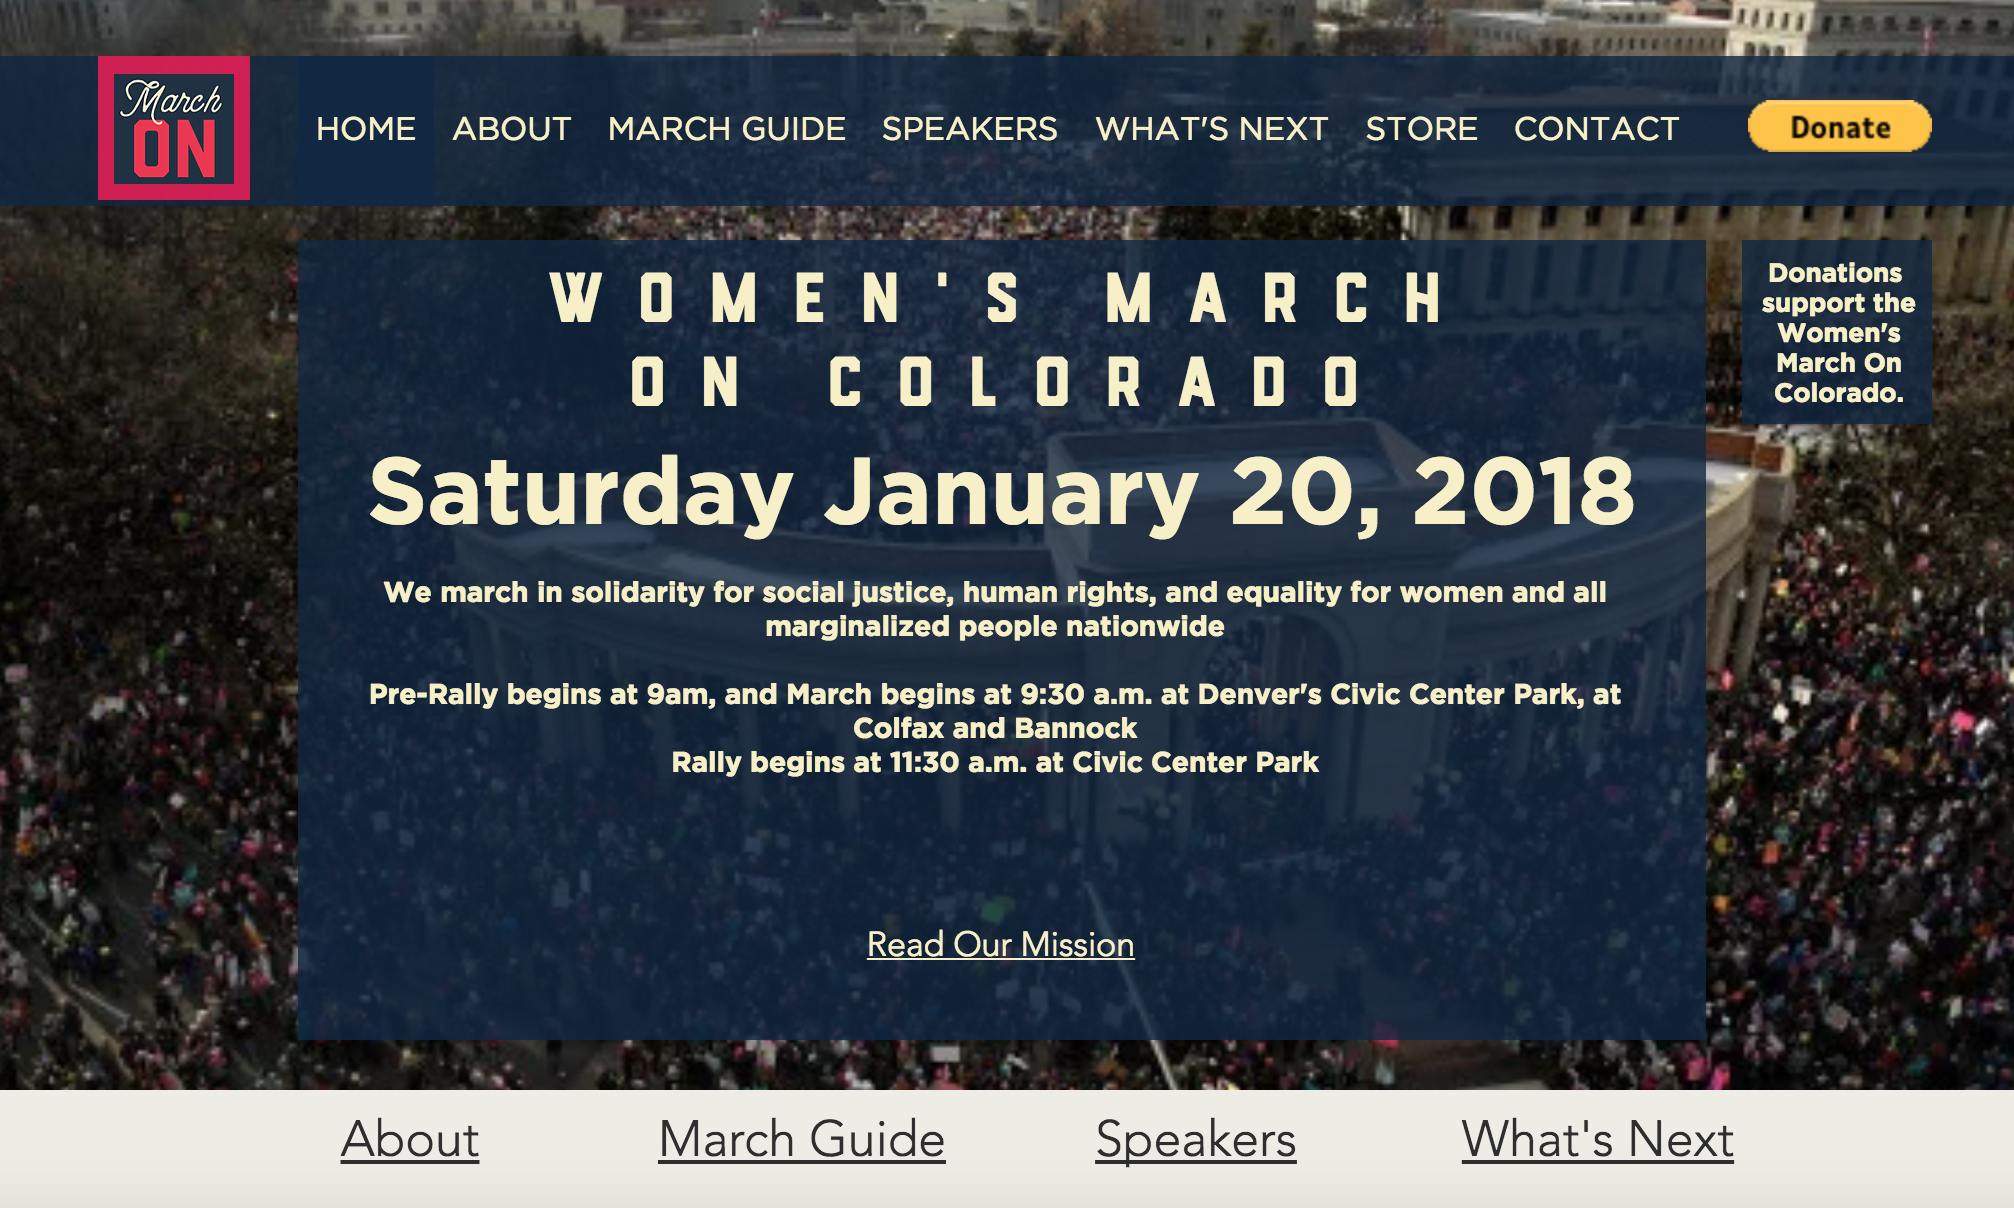 March
ON
HOME ABOUT MARCH GUIDE SPEAKERS WHAT'S NEXT STORE CONTACT Donate
WOMEN'S MARCH
ON COLORADO
Saturday January 20, 2018
We march in solidarity for social justice, human rights, and equality for women and all
marginalized people nationwide
Pre-Rally begins at 9am, and March begins at 9:30 a.m. at Denver's Civic Center Park, at
Colfax and Bannock
Rally begins at 11:30 a.m. at Civic Center Park
Read Our Mission
Donations
support the
Women's
March On
Colorado.
About March Guide Speakers What's Next